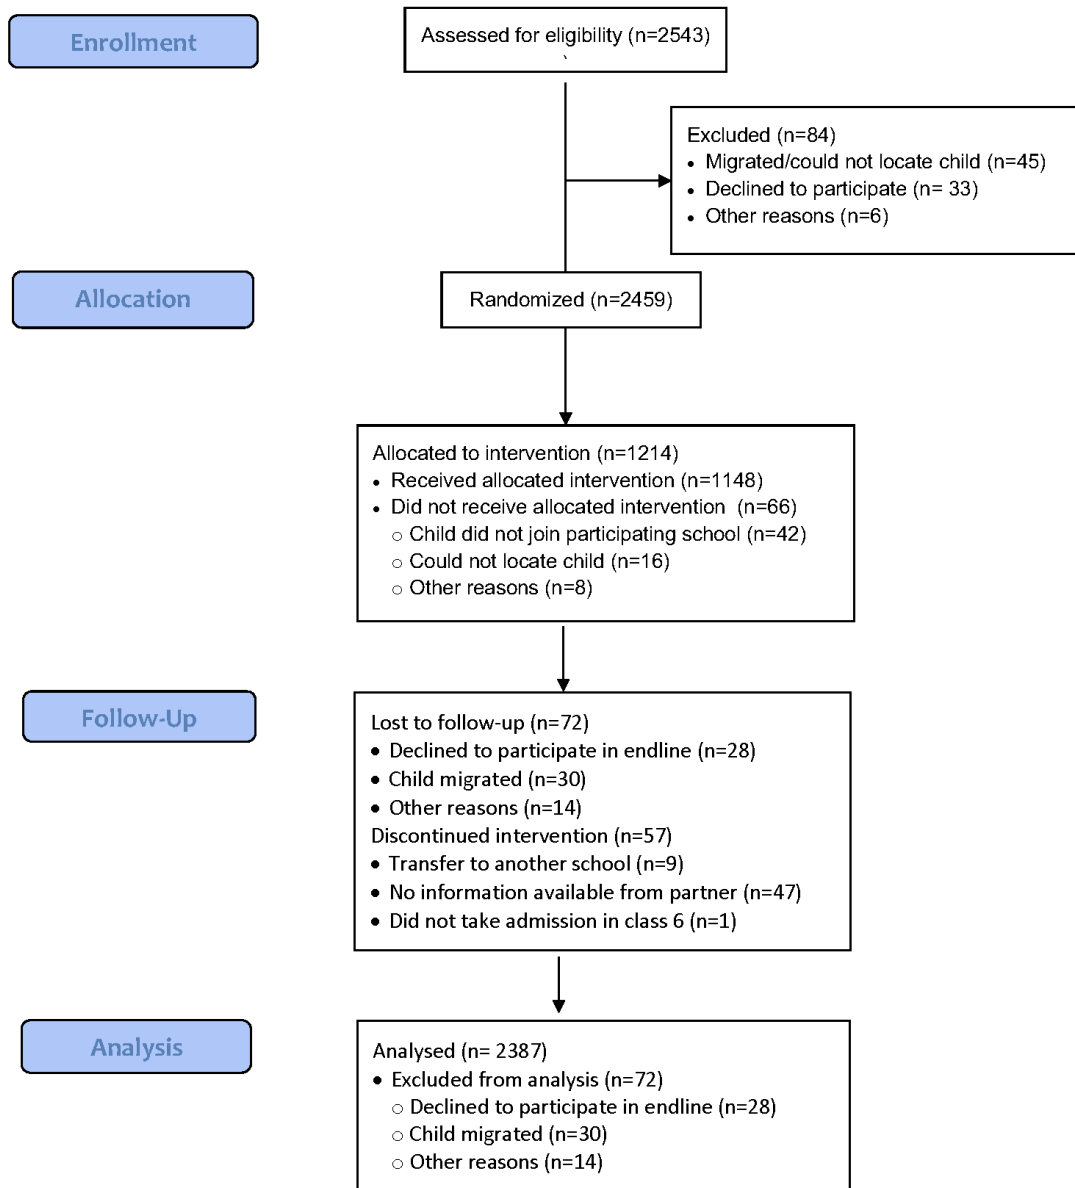 Enrollment
Assessed for eligibility (n=2543)
Excluded (n=84)
• Migrated/could not locate child (n=45)
• Declined to participate (n= 33)
• Other reasons (n=6)
Allocation
Randomized (n=2459)
Allocated to intervention (n=1214)
• Received allocated intervention (n=1148)
• Did not receive allocated intervention (n=66)
○ Child did not join participating school (n=42)
○ Could not locate child (n=16)
○ Other reasons (n=8)
Follow-Up
Lost to follow-up (n=72)
• Declined to participate in endline (n=28)
• Child migrated (n=30)
• Other reasons (n=14)
Discontinued intervention (n=57)
• Transfer to another school (n=9)
• No information available from partner (n=47)
• Did not take admission in class 6 (n=1)
Analysis
Analysed (n= 2387)
• Excluded from analysis (n=72)
○ Declined to participate in endline (n=28)
○ Child migrated (n=30)
○ Other reasons (n=14)